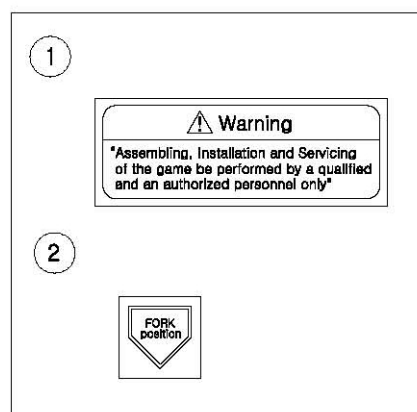 1
Warning
"Assembling, Installation and Servicing
of the game be performed by a qualified
and an authorized personnel only"
2
FORK
position